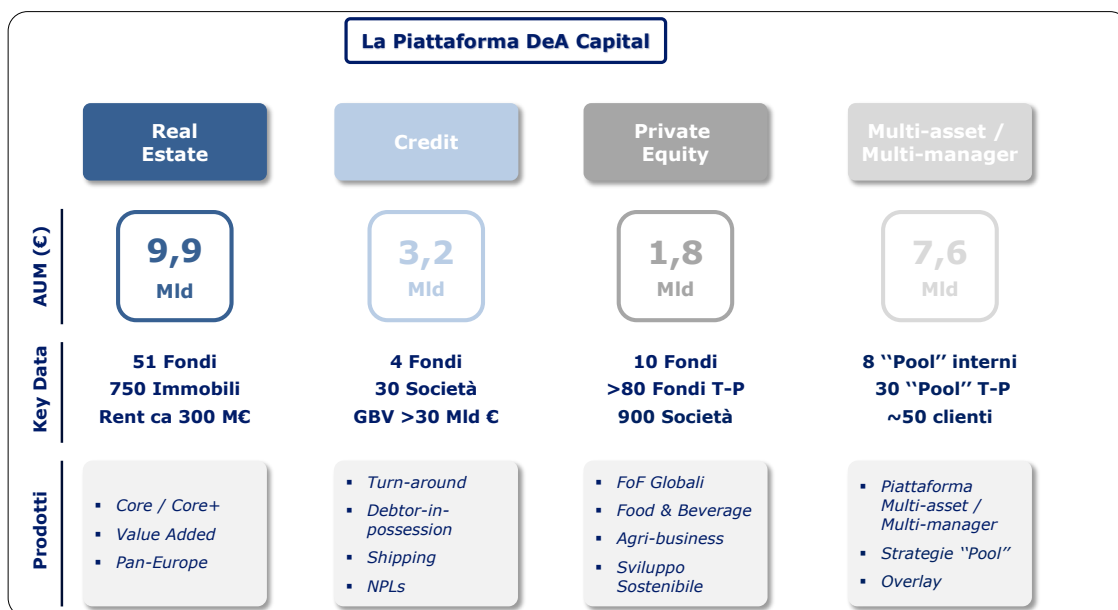 La Piattaforma DeA Capital
Real
Estate
Credit
Private
Equity
Multi-asset /
Multi-manager
AUM (€)
9,9
Mld
3,2
Mld
1,8
Mld
7,6
Mld
Key Data
51 Fondi
750 Immobili
Rent ca 300 M€
4 Fondi
30 Società
GBV >30 Mld €
10 Fondi
>80 Fondi T-P
900 Società
8 “Pool” interni
30 “Pool” T-P
~50 clienti
Prodotti
▪ Core / Core+
▪ Value Added
▪ Pan-Europe
▪ Turn-around
▪ Debtor-in-
possession
▪ Shipping
▪ NPLs
▪ FoF Globali
▪ Food & Beverage
▪ Agri-business
▪ Sviluppo
Sostenibile
▪ Piattaforma
Multi-asset /
Multi-manager
▪ Strategie “Pool”
▪ Overlay